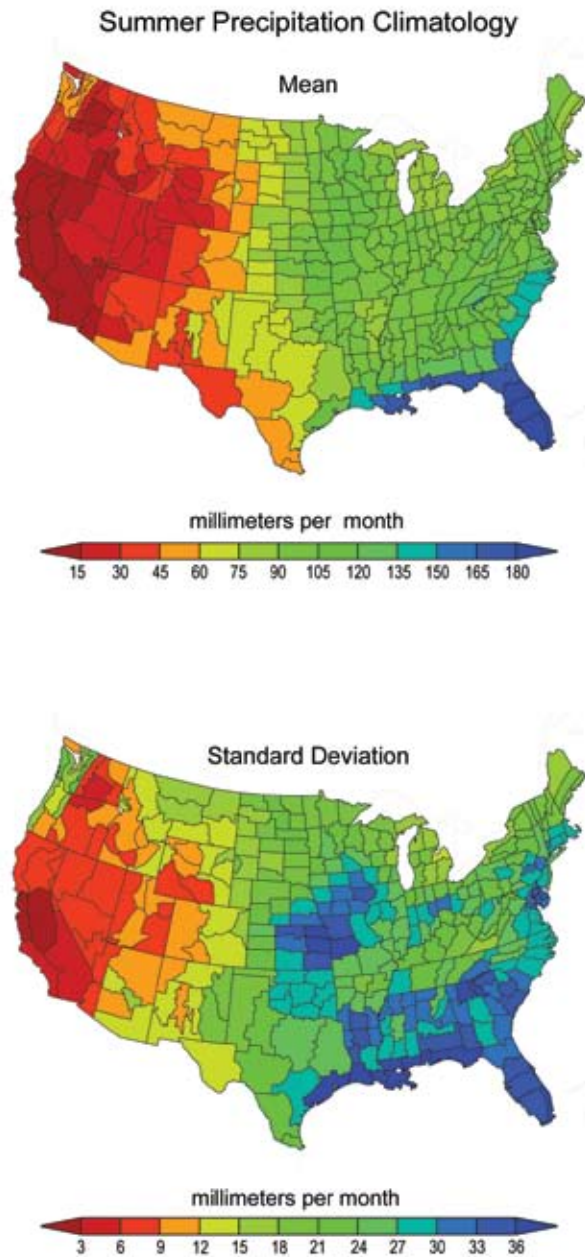 Summer Precipitation Climatology
Mean
millimeters per month
15 30 45 60 75 90 105 120 135 150 165 180
Standard Deviation
millimeters per month
3 6 9 12 15 18 21 24 27 30 33 36